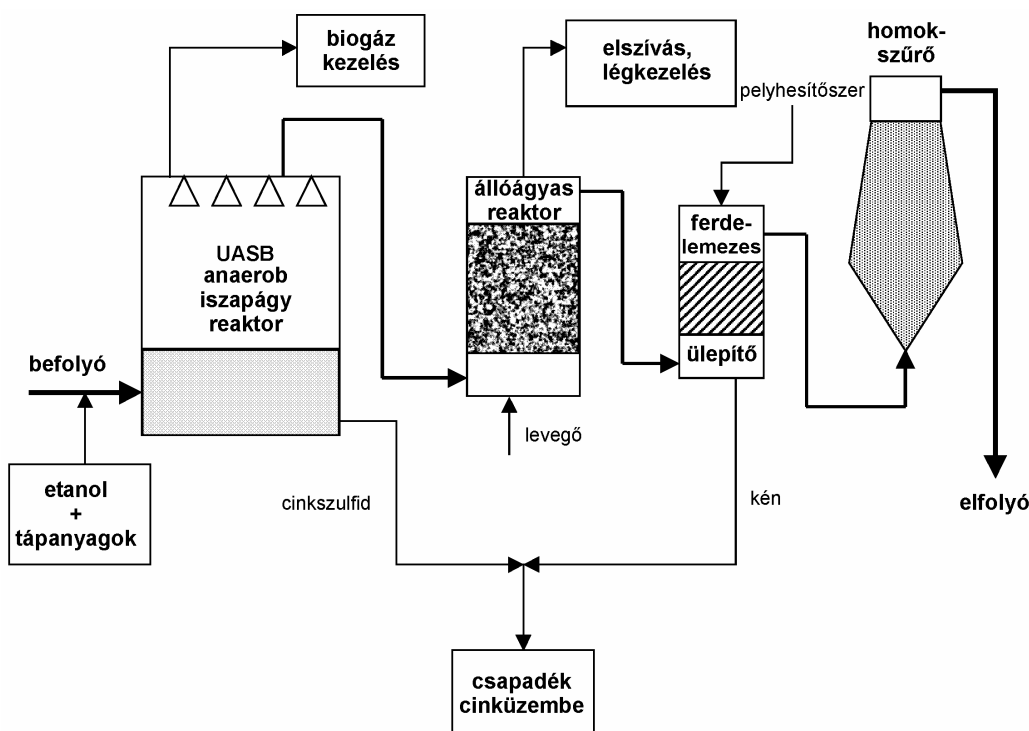 biogáz
kezelés
elszívás,
légkezelés
homok-
szűrő
pelyhesítőszer
UASB
anaerob
iszapágy
reaktor
állóágyas
reaktor
ferde-
lemezes
ülepítő
befolyó
levegő
etanol
+
tápanyagok
cinkszulfid
kén
elfolyó
csapadék
cinküzembe